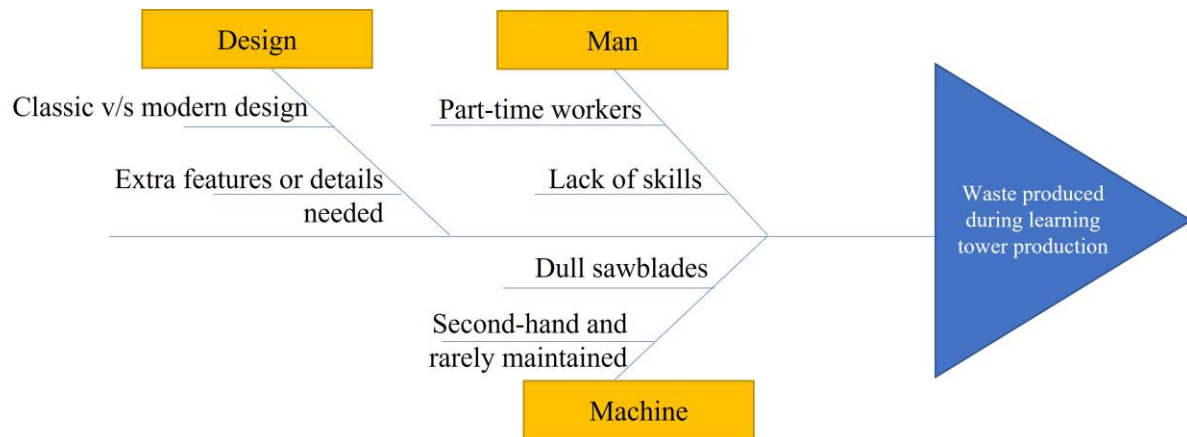 Design
Man
Classic v/s modern design
Part-time workers
Extra features or details
needed
Lack of skills
Waste produced
during learning
tower production
Dull sawblades
Second-hand and
rarely maintained
Machine